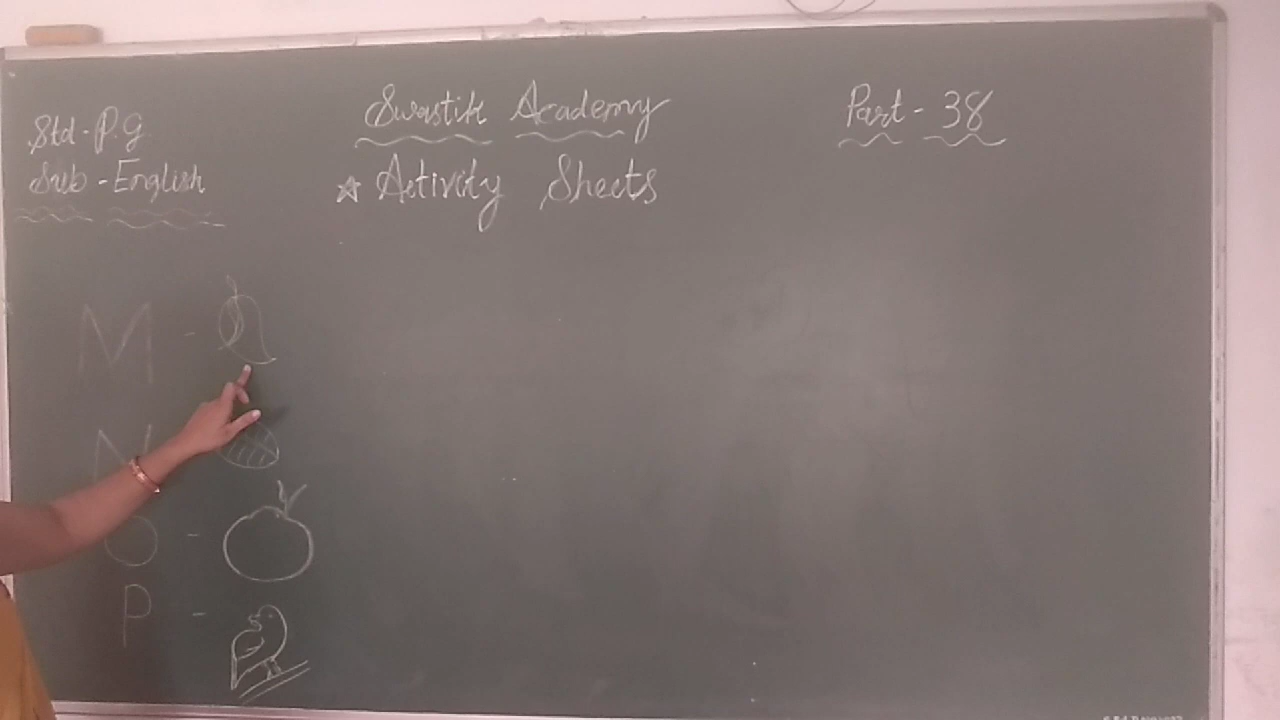 Std - P.G
Sub - English
Swastik Academy
Activity Sheets
Part - 38
M -
N
O -
P -